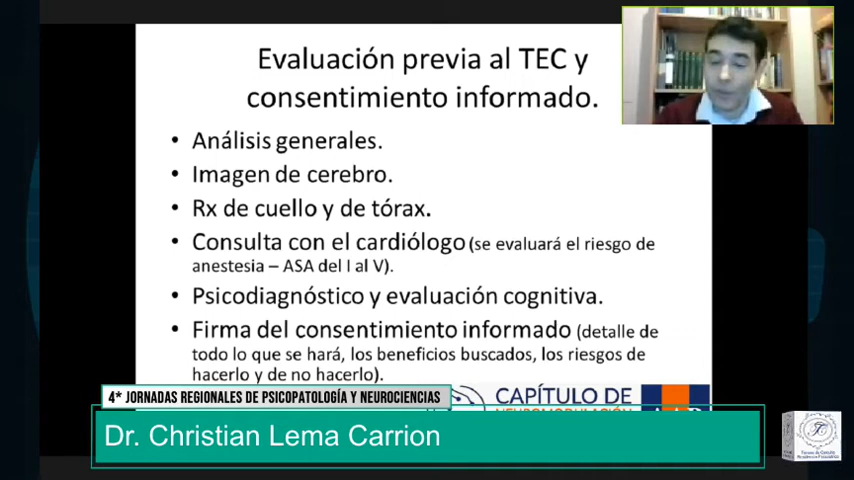 Evaluación previa al TEC y
consentimiento informado.
• Análisis generales.
• Imagen de cerebro.
• Rx de cuello y de tórax.
• Consulta con el cardiólogo (se evaluará el riesgo de
anestesia – ASA del I al V).
• Psicodiagnóstico y evaluación cognitiva.
• Firma del consentimiento informado (detalle de
todo lo que se hará, los beneficios buscados, los riesgos de
hacerlo y de no hacerlo).
CAPÍTULO DE
4* JORNADAS REGIONALES DE PSICOPATOLOGÍA Y NEUROCIENCIAS
Dr. Christian Lema Carrion